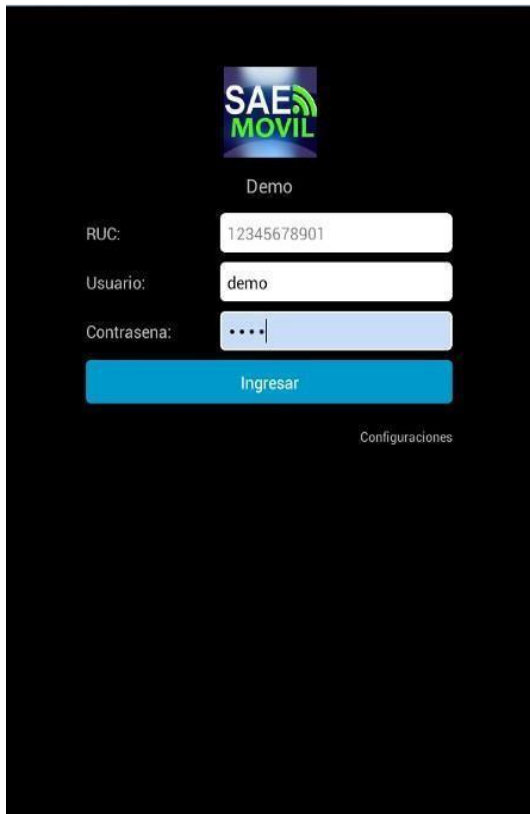 SAE
MOVIL
Demo
RUC: 12345678901
Usuario: demo
Contrasena: ••••
Ingresar
Configuraciones